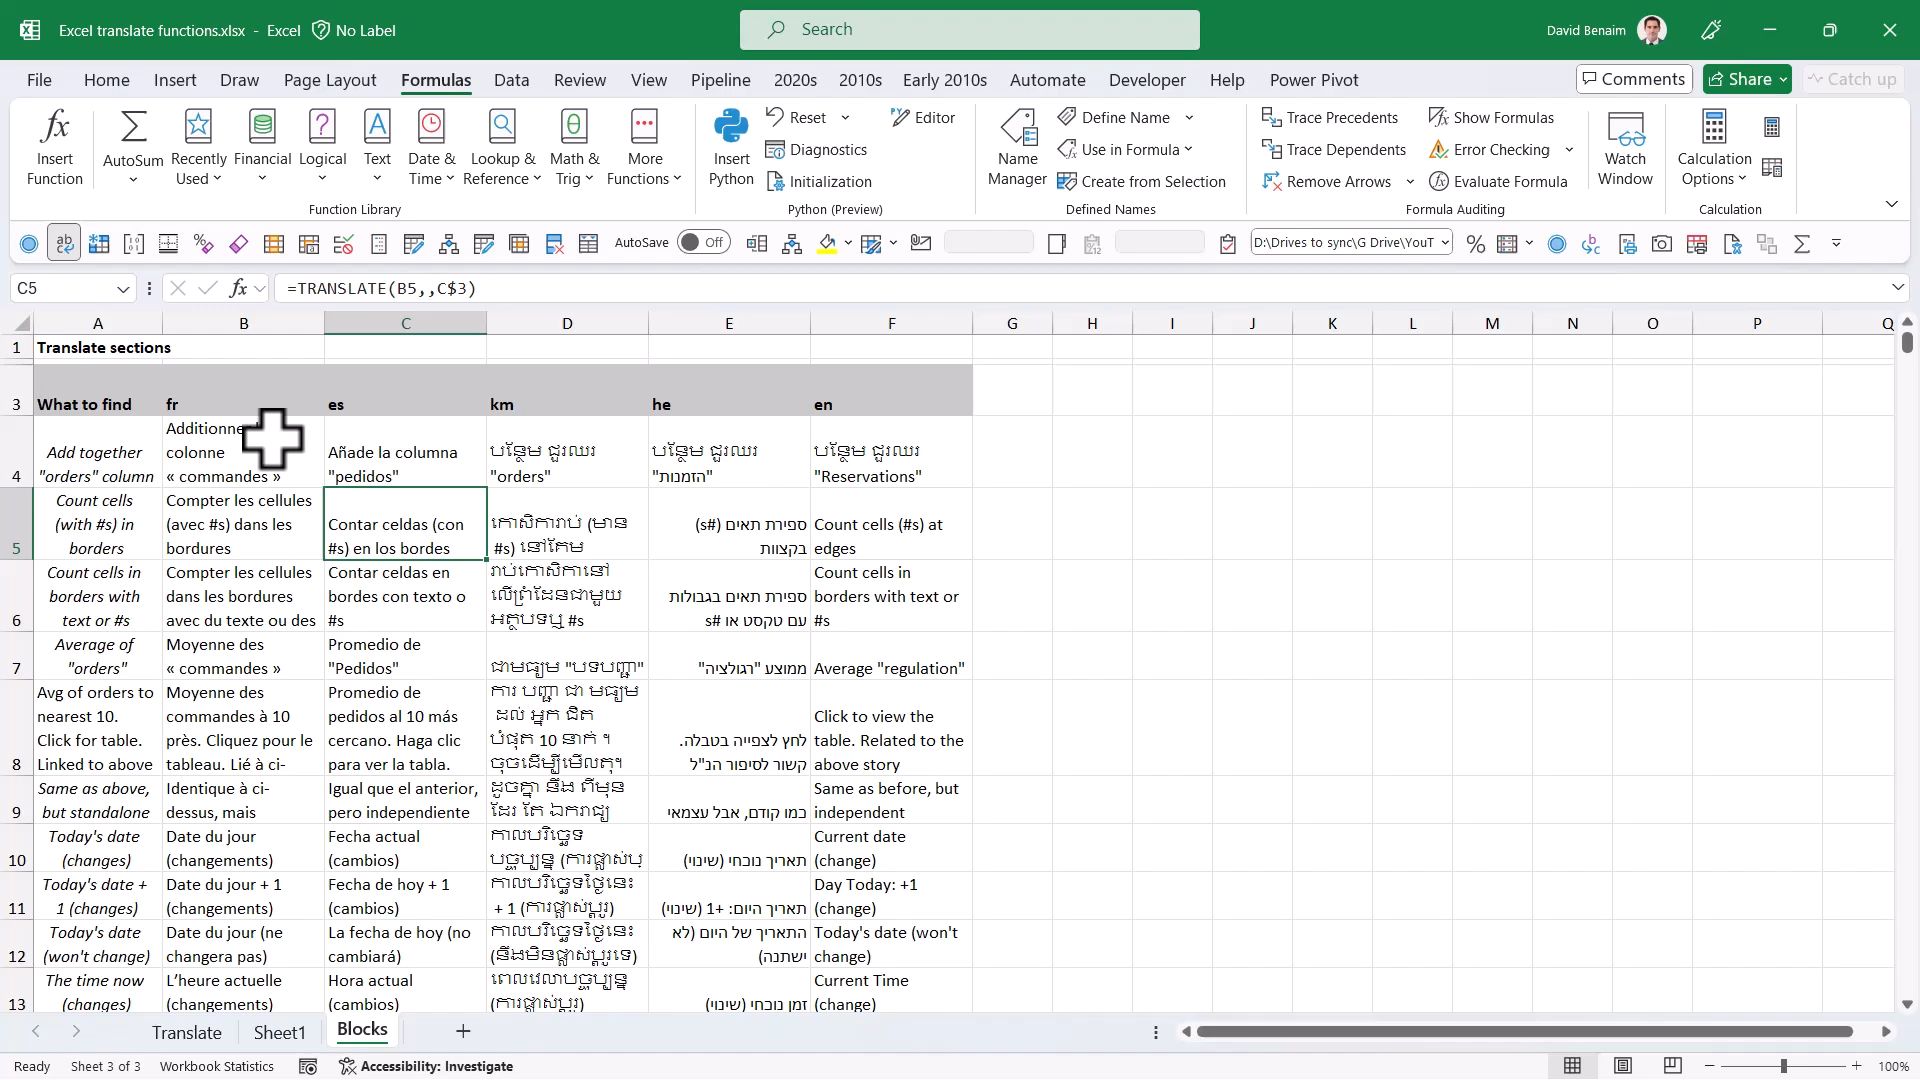 Excel translate functions.xlsx - Excel No Label
Search
David Benaim
File Home Insert Draw Page Layout Formulas Data Review View Pipeline 2020s 2010s Early 2010s Automate Developer Help Power Pivot
Comments Share Catch up
Insert Function
AutoSum
Recently Used
Financial
Logical
Text
Date & Time
Lookup & Reference
Math & Trig
More Functions
Function Library
Insert Python
Reset
Editor
Diagnostics
Initialization
Python (Preview)
Name Manager
Define Name
Use in Formula
Create from Selection
Defined Names
Trace Precedents
Trace Dependents
Remove Arrows
Show Formulas
Error Checking
Evaluate Formula
Formula Auditing
Watch Window
Calculation Options
Calculation
AutoSave Off
D:\Drives to sync\G Drive\YouT
C5
=TRANSLATE(B5,,C$3)
A B C D E F G H I J K L M N O P Q
1 Translate sections
3 What to find fr es km he en
4
Add together
"orders" column
colonne
« commandes »
Añade la columna
"pedidos"
បន្ថែម ជួរឈរ
"orders"
បន្ថែម ជួរឈរ
"הזמנות"
បន្ថែម ជួរឈរ
"Reservations"
5
Count cells
(with #s) in
borders
Compter les cellules
(avec #s) dans les
bordures
Contar celdas (con
#s) en los bordes
កោសិការាប់ (មាន
#s) នៅគែម
ספירת תאים (#s)
בקצוות
Count cells (#s) at
edges
6
Count cells in
borders with
text or #s
Compter les cellules
dans les bordures
avec du texte ou des
Contar celdas en
bordes con texto o
#s
រាប់កោសិកានៅ
លើព្រំដែនជាមួយ
អត្ថបទឬ #s
ספירת תאים בגבולות
עם טקסט או #s
Count cells in
borders with text or
#s
7
Average of
"orders"
Moyenne des
« commandes »
Promedio de
"Pedidos"
ជាមធ្យម "បទបញ្ជា"
ממוצע "רגולציה"
Average "regulation"
8
Avg of orders to
nearest 10.
Click for table.
Linked to above
Moyenne des
commandes à 10
près. Cliquez pour le
tableau. Lié à ci-
Promedio de
pedidos al 10 más
cercano. Haga clic
para ver la tabla.
ការ បញ្ជា ជា មធ្យម
ដល់ អ្នក ជិត
បំផុត 10 នាក់ ។
ចុចដើម្បីមើលតុ។
לחץ לצפייה בטבלה.
קשור לסיפור הנ"ל
Click to view the
table. Related to the
above story
9
Same as above,
but standalone
Identique à ci-
dessus, mais
Igual que el anterior,
pero independiente
ដូចគ្នា នឹង ពីមុន
ដែរ តែ ឯករាជ្យ
כמו קודם, אבל עצמאי
Same as before, but
independent
10
Today's date
(changes)
Date du jour
(changements)
Fecha actual
(cambios)
កាលបរិច្ឆេទ
បច្ចុប្បន្ន (ការផ្លាស់ប្
תאריך נוכחי (שינוי)
Current date
(change)
11
Today's date +
1 (changes)
Date du jour + 1
(changements)
Fecha de hoy + 1
(cambios)
កាលបរិច្ឆេទថ្ងៃនេះ
+ 1 (ការផ្លាស់ប្តូរ)
תאריך היום: +1 (שינוי)
Day Today: +1
(change)
12
Today's date
(won't change)
Date du jour (ne
changera pas)
La fecha de hoy (no
cambiará)
កាលបរិច្ឆេទថ្ងៃនេះ
(នឹងមិនផ្លាស់ប្តូរទេ)
התאריך של היום (לא
ישתנה)
Today's date (won't
change)
13
The time now
(changes)
L'heure actuelle
(changements)
Hora actual
(cambios)
ពេលវេលាបច្ចុប្បន្ន
(ការផ្លាស់ប្តូរ)
זמן נוכחי (שינוי)
Current Time
(change)
Translate Sheet1 Blocks
Ready Sheet 3 of 3 Workbook Statistics Accessibility: Investigate 100%